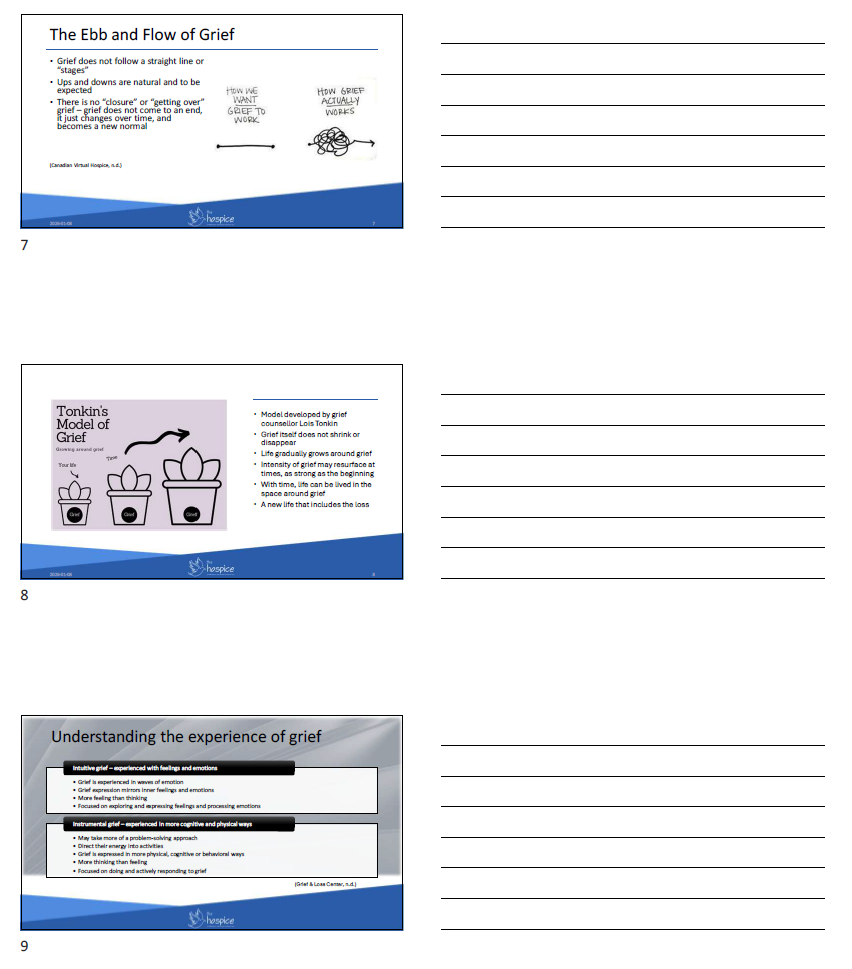 The Ebb and Flow of Grief
• Grief does not follow a straight line or
"stages"
• Ups and downs are natural and to be
expected
• There is no "closure" or "getting over"
grief – grief does not come to an end,
it just changes over time, and
becomes a new normal
HOW WE
WANT
GRIEF TO
WORK
HOW GRIEF
ACTUALLY
WORKS
(Canadian Virtual Hospice, n.d.)
hospice
7
7
Tonkin's
Model of
Grief
Growing around grief
Your life
Time
Grief
Grief
Grief
• Model developed by grief
counsellor Lois Tonkin
• Grief itself does not shrink or
disappear
• Life gradually grows around grief
• Intensity of grief may resurface at
times, as strong as the beginning
• With time, life can be lived in the
space around grief
• A new life that includes the loss
hospice
8
8
Understanding the experience of grief
Intuitive grief – experienced with feelings and emotions
• Grief is experienced in waves of emotion
• Grief expression mirrors inner feelings and emotions
• More feeling than thinking
• Focused on exploring and expressing feelings and processing emotions
Instrumental grief – experienced in more cognitive and physical ways
• May take more of a problem-solving approach
• Direct their energy into activities
• Grief is expressed in more physical, cognitive or behavioral ways
• More thinking than feeling
• Focused on doing and actively responding to grief
(Grief & Loss Center, n.d.)
hospice
9